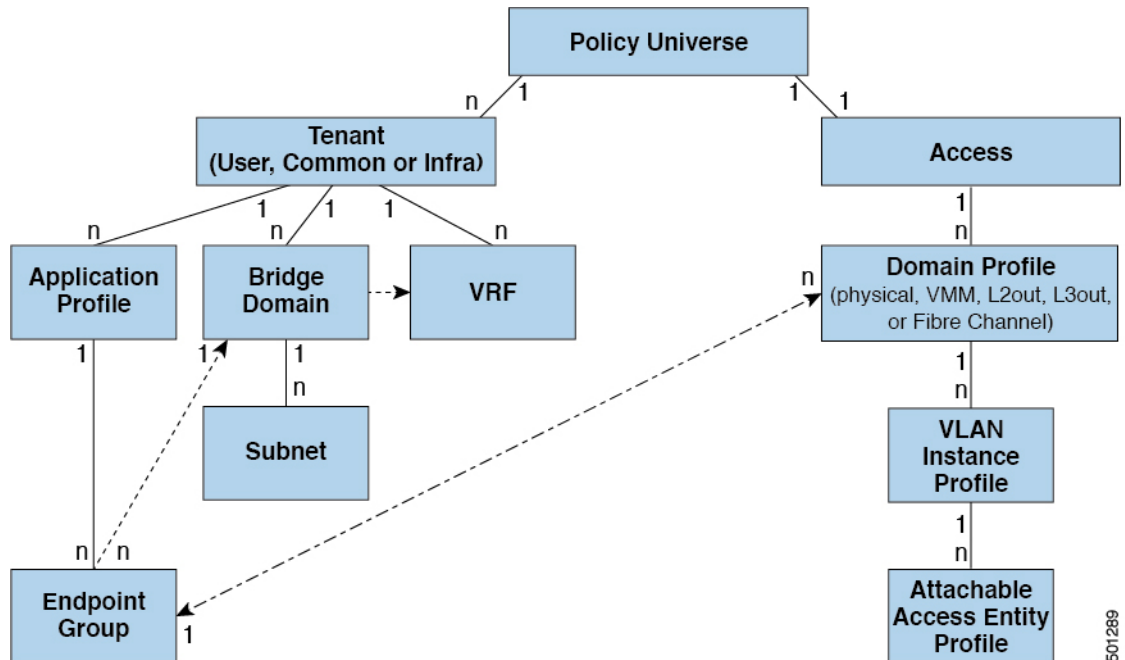 Policy Universe
1
1
n
1
Tenant
(User, Common or Infra)
Access
1
1
1
1
n
n
n
n
Application
Profile
Bridge
Domain
VRF
Domain Profile
(physical, VMM, L2out, L3out,
or Fibre Channel)
n
1
1
1
1
n
n
Subnet
VLAN
Instance
Profile
1
n
n
n
Endpoint
Group
1
Attachable
Access Entity
Profile
501289